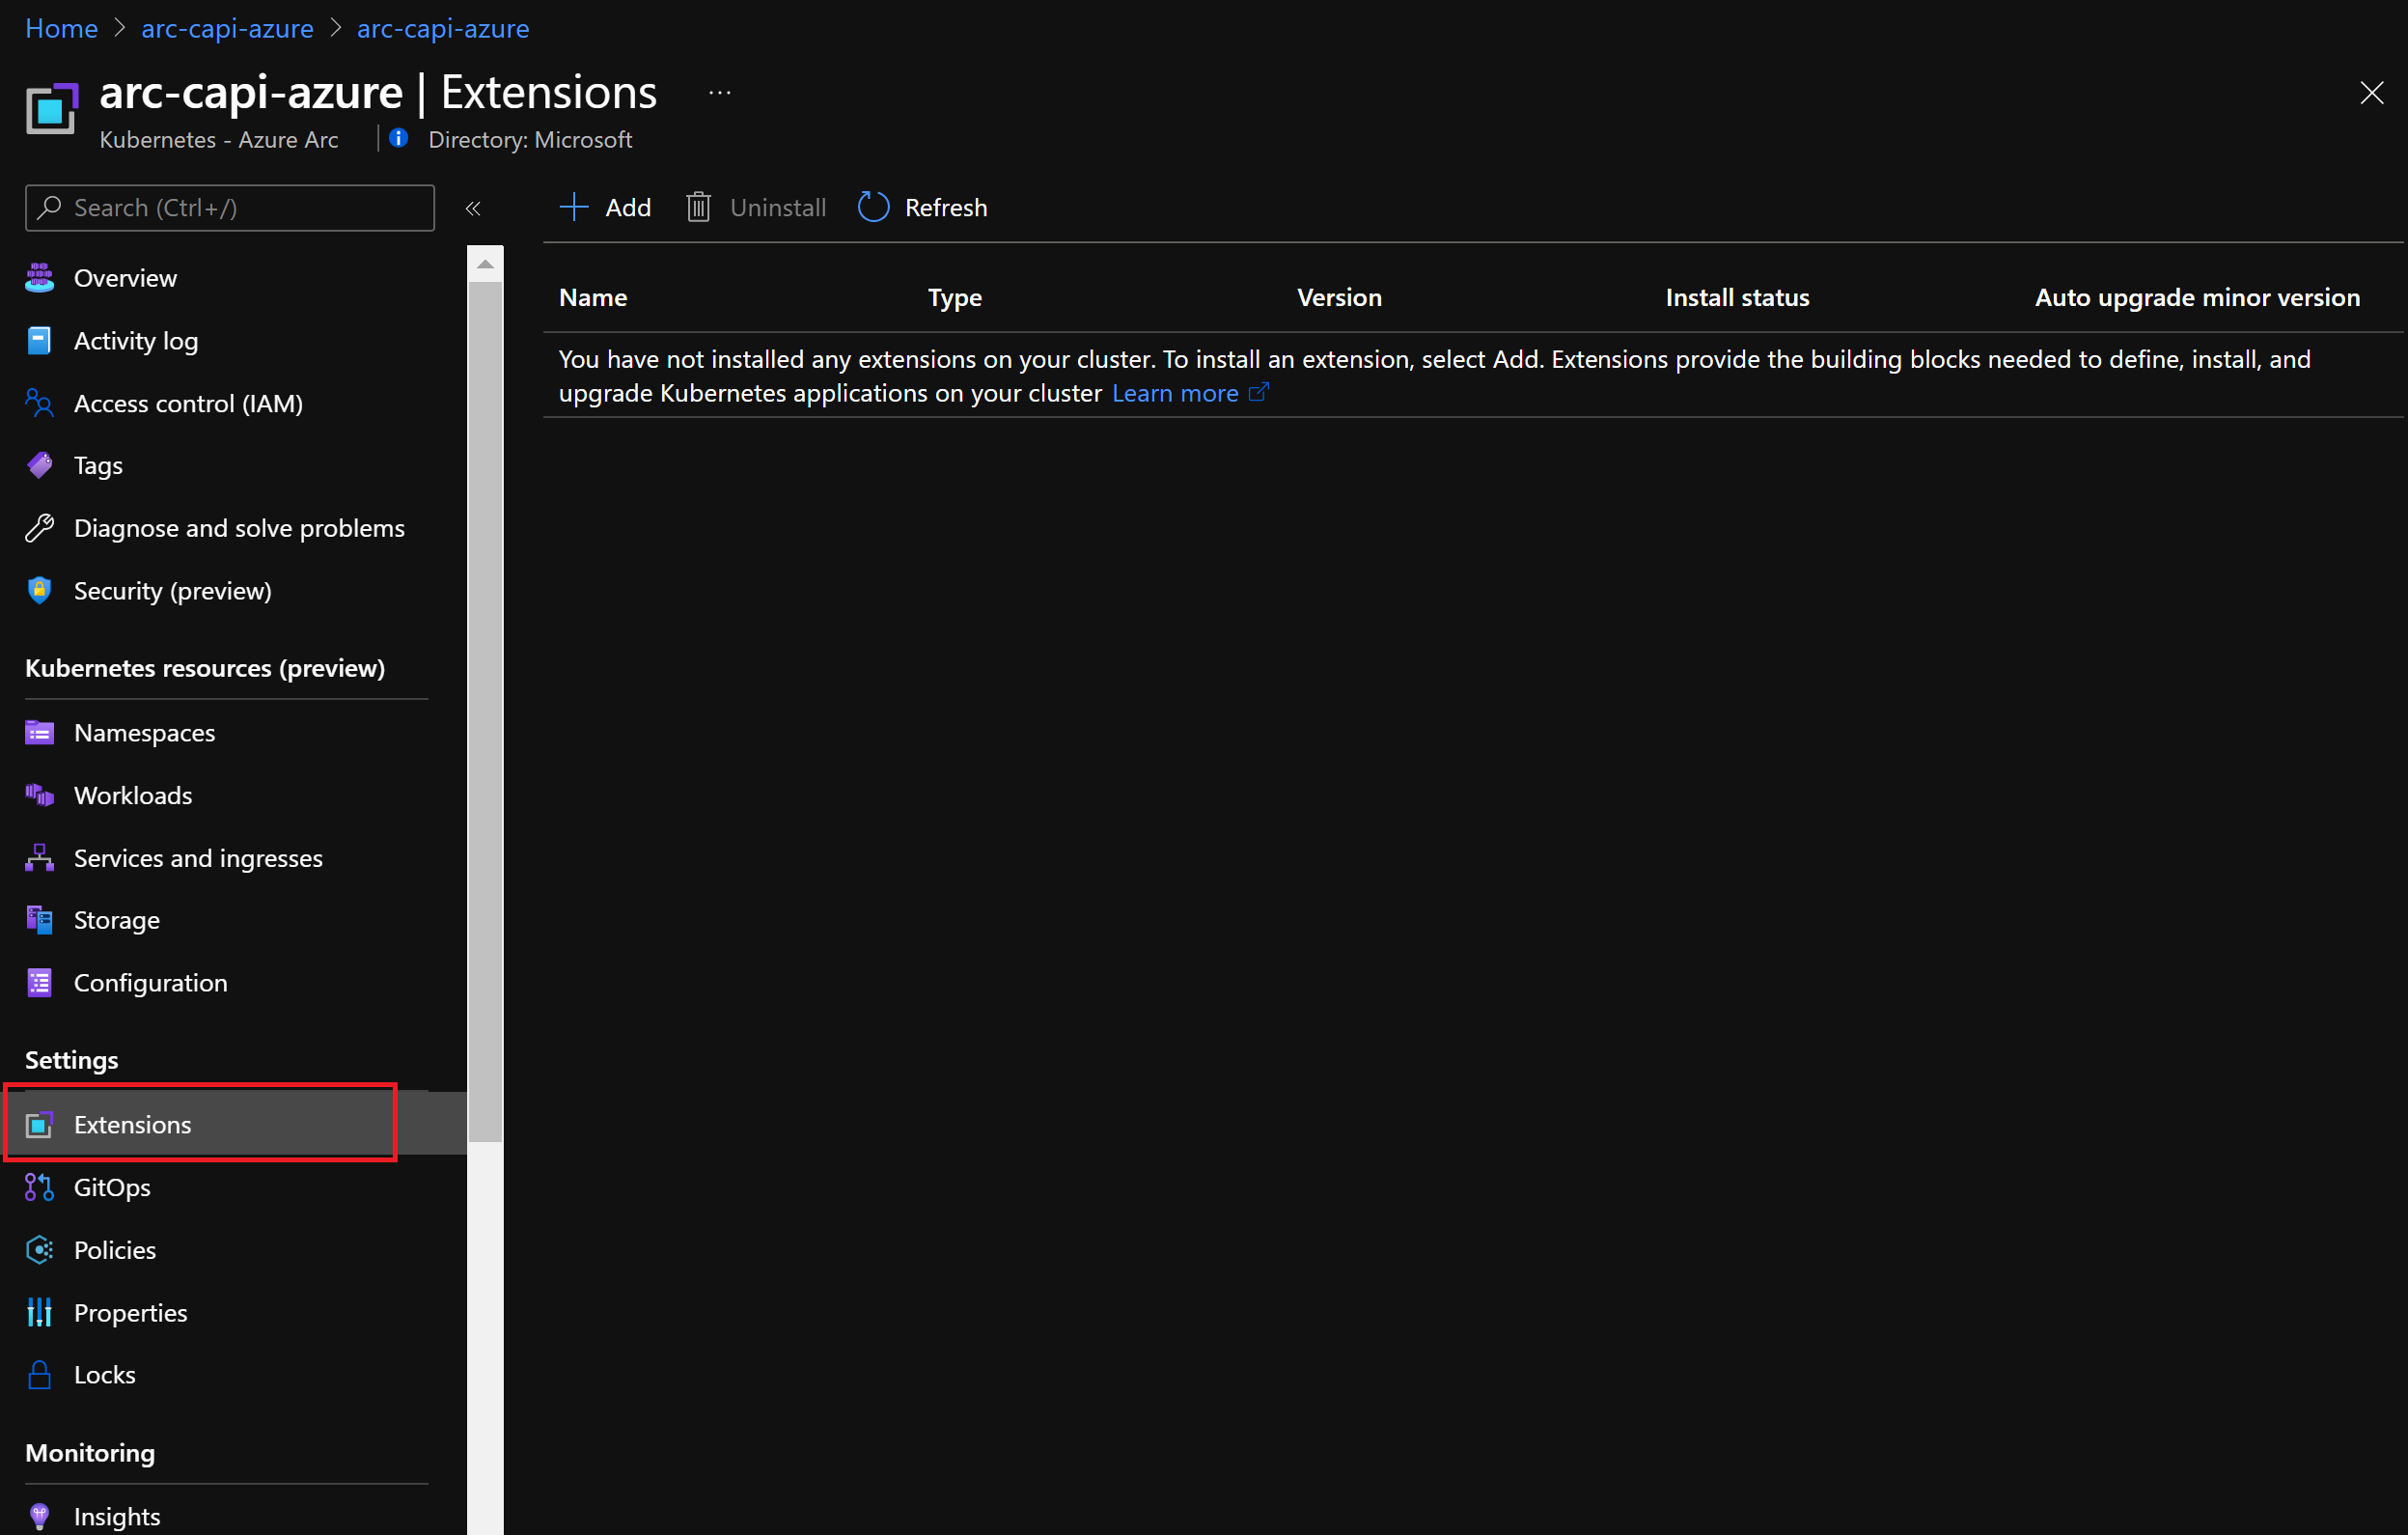 Home > arc-capi-azure > arc-capi-azure
arc-capi-azure | Extensions ...
Kubernetes - Azure Arc | Directory: Microsoft
Search (Ctrl+/)
«
Add
Uninstall
Refresh
Overview
Activity log
Access control (IAM)
Tags
Diagnose and solve problems
Security (preview)
Kubernetes resources (preview)
Namespaces
Workloads
Services and ingresses
Storage
Configuration
Settings
Extensions
GitOps
Policies
Properties
Locks
Monitoring
Insights
Name Type Version Install status Auto upgrade minor version
You have not installed any extensions on your cluster. To install an extension, select Add. Extensions provide the building blocks needed to define, install, and
upgrade Kubernetes applications on your cluster Learn more